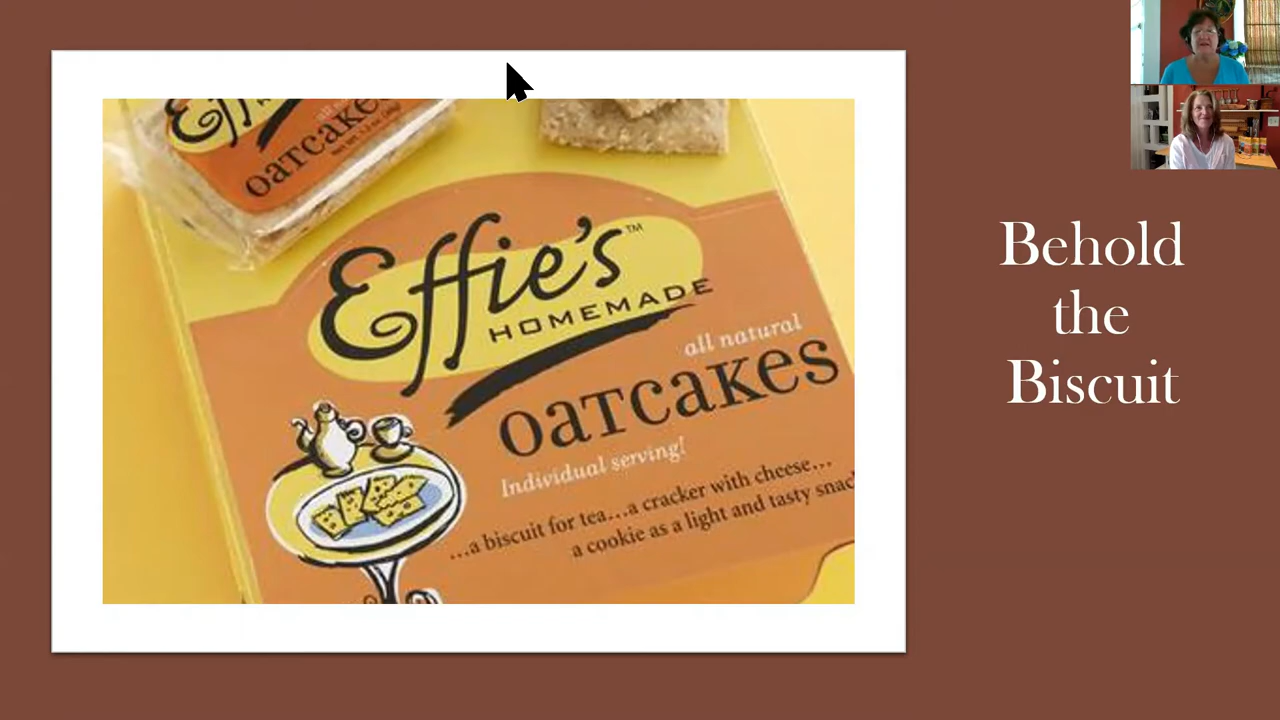 Effie's™
HOMEMADE
all natural
oatcakes
Individual serving!
...a biscuit for tea...a cracker with cheese...
a cookie as a light and tasty
oatcakes
Behold
the
Biscuit